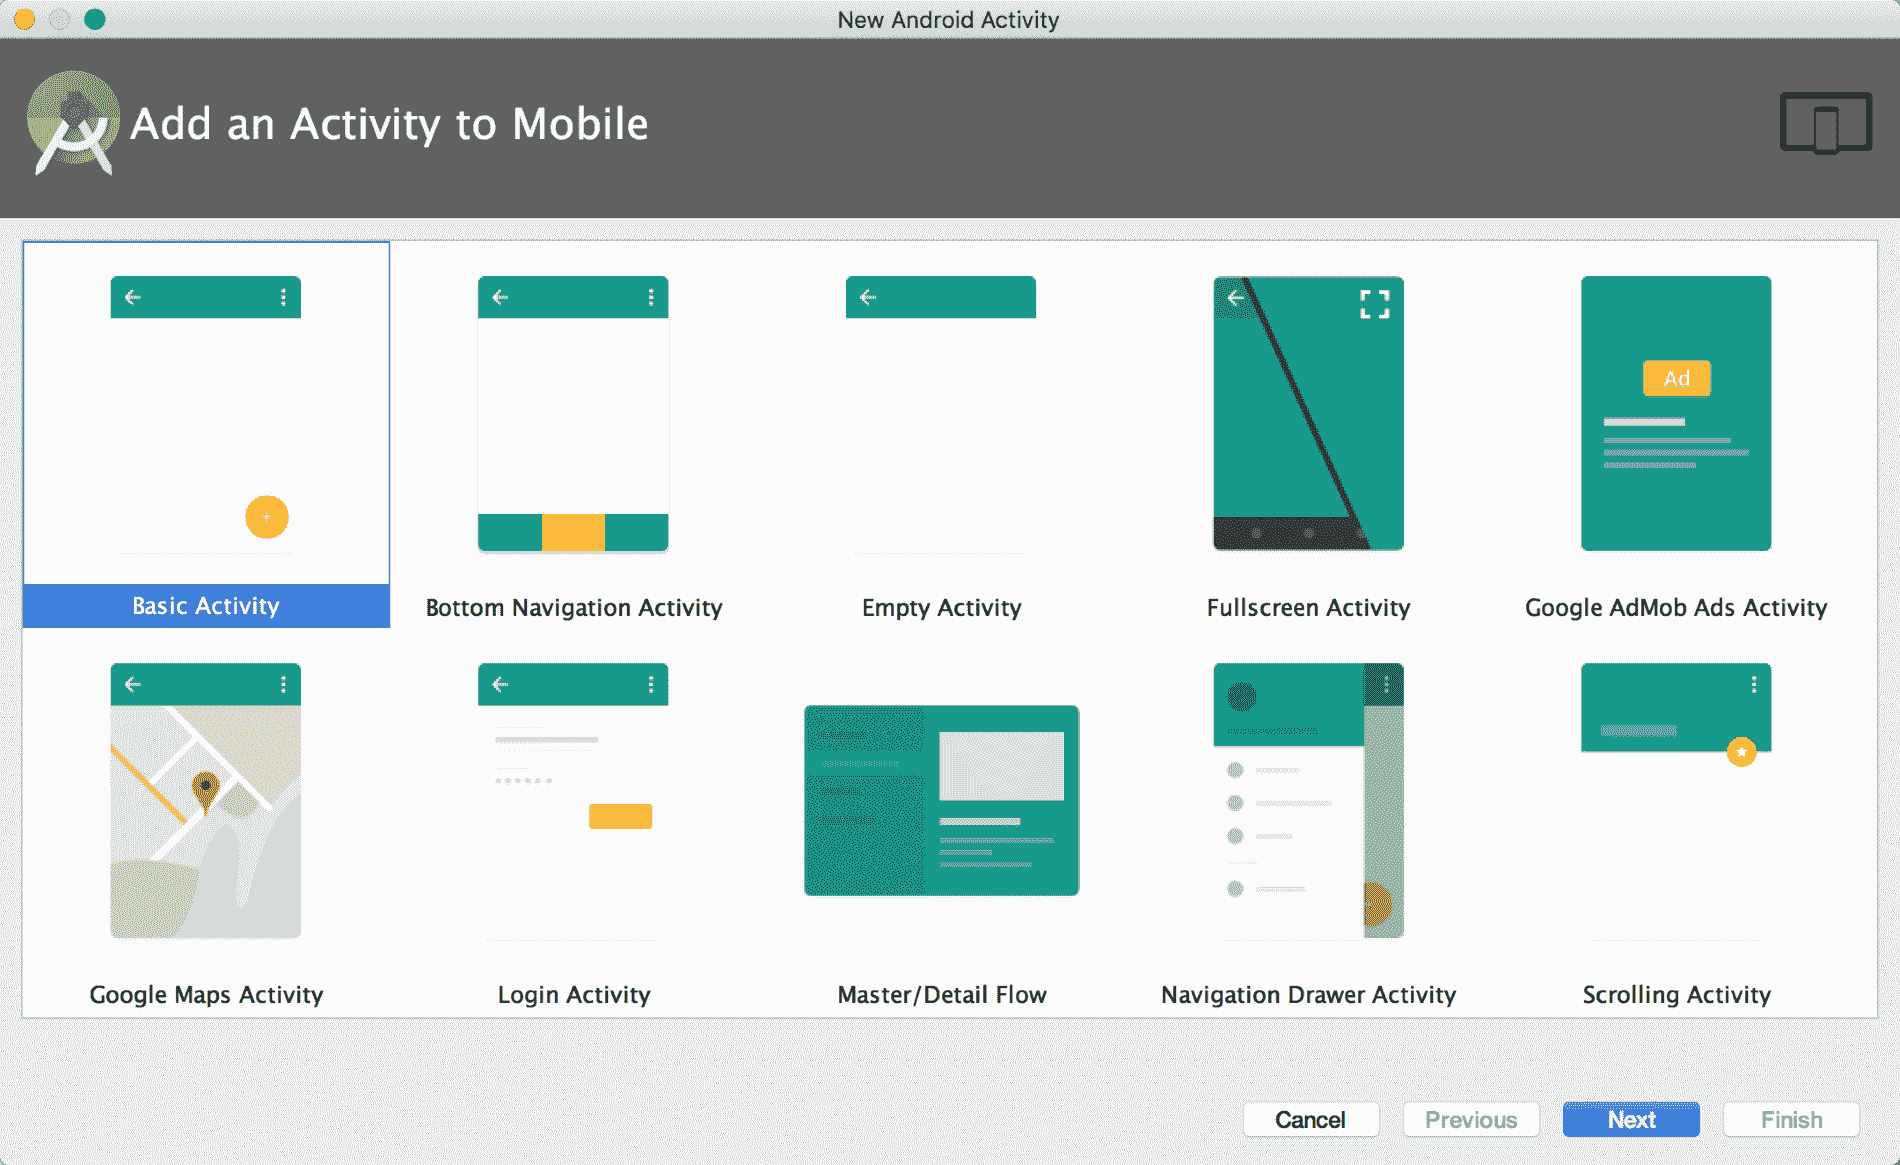 New Android Activity
Add an Activity to Mobile
Ad
Basic Activity
Bottom Navigation Activity
Empty Activity
Fullscreen Activity
Google AdMob Ads Activity
Google Maps Activity
Login Activity
Master/Detail Flow
Navigation Drawer Activity
Scrolling Activity
Cancel
Previous
Next
Finish